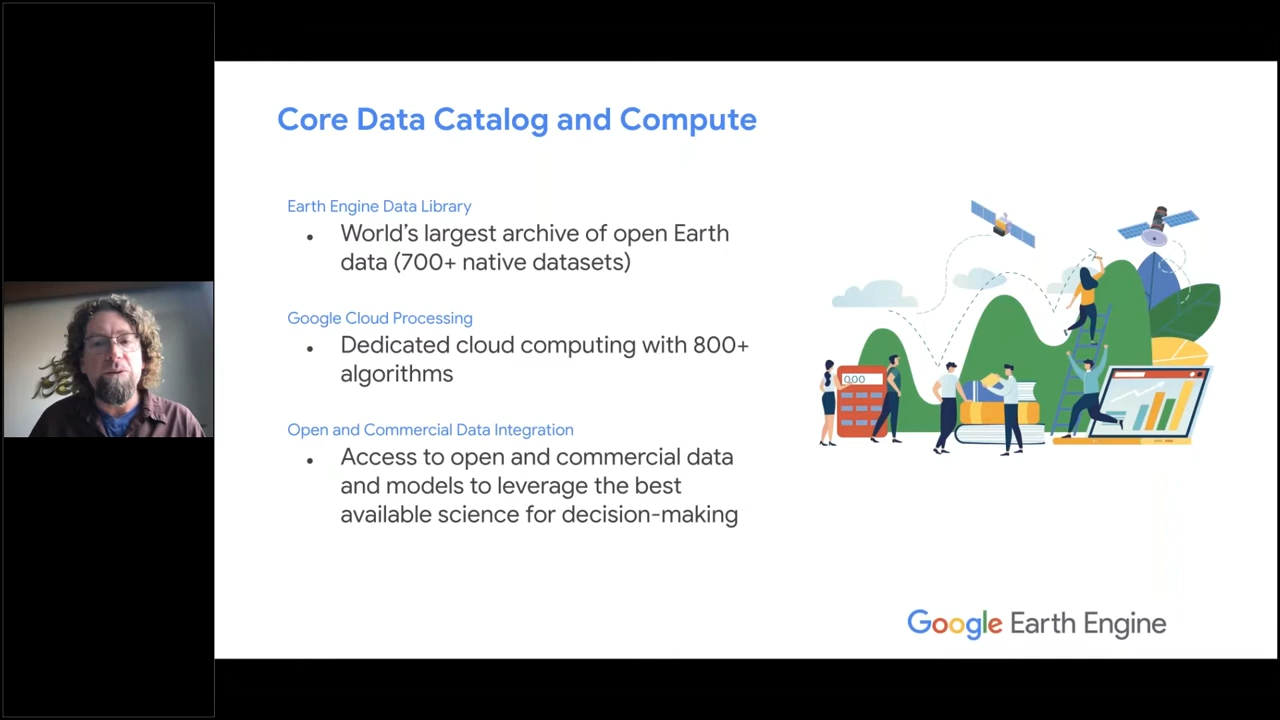 Core Data Catalog and Compute
Earth Engine Data Library
• World’s largest archive of open Earth
data (700+ native datasets)
Google Cloud Processing
• Dedicated cloud computing with 800+
algorithms
Open and Commercial Data Integration
• Access to open and commercial data
and models to leverage the best
available science for decision-making
0,00
Google Earth Engine